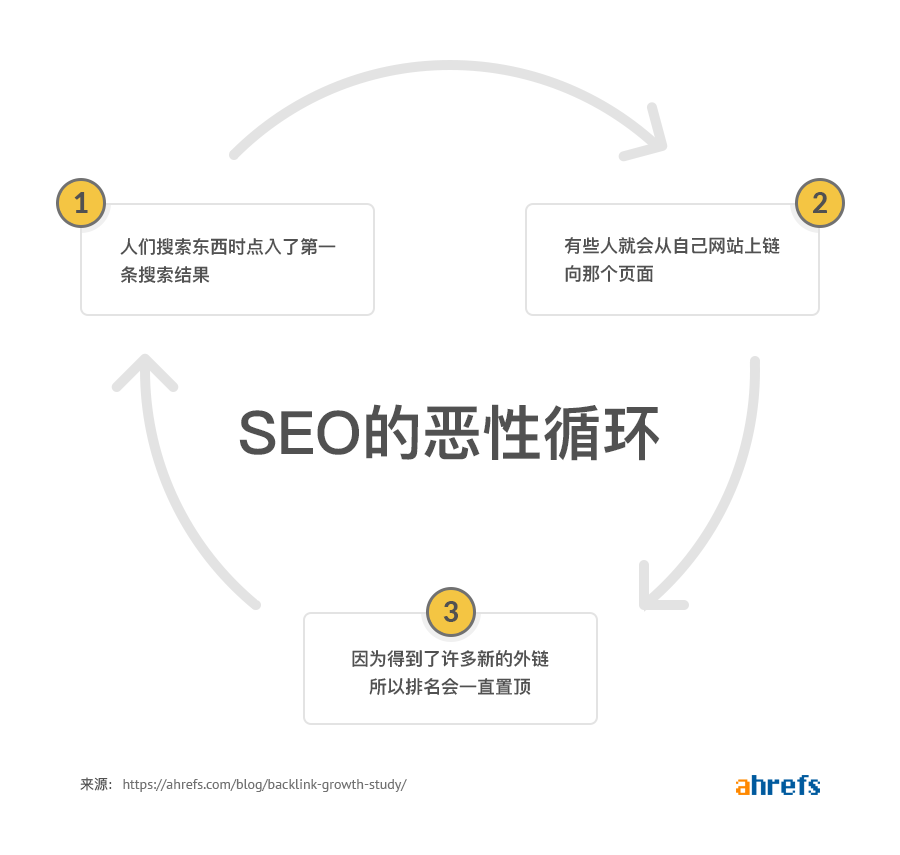 1
人们搜索东西时点入了第一
条搜索结果
2
有些人就会从自己网站上链
向那个页面
SEO的恶性循环
3
因为得到了许多新的外链
所以排名会一直置顶
来源: https://ahrefs.com/blog/backlink-growth-study/
ahrefs